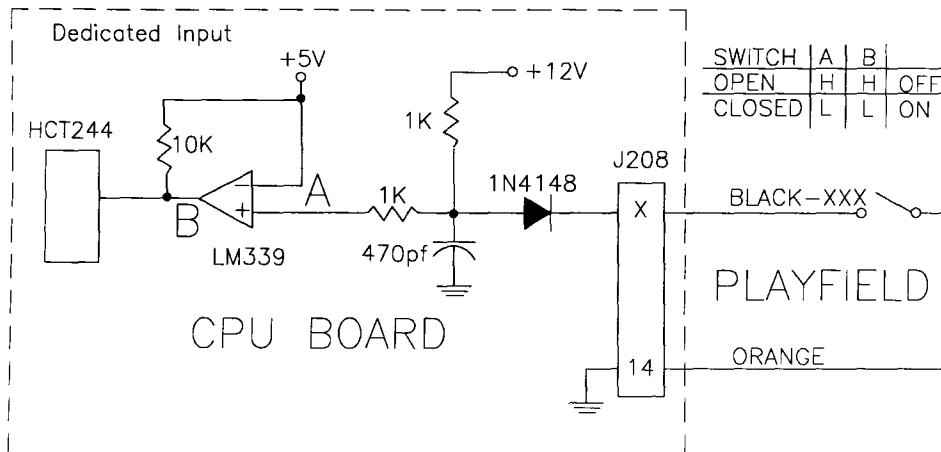 Dedicated Input
+5V
+12V
SWITCH A B
OPEN H H OFF
CLOSED L L ON
HCT244
10K
1K
J208
A
1K
1N4148
X
BLACK-XXX
B
−
+
LM339
470pf
PLAYFIELD
CPU BOARD
14
ORANGE